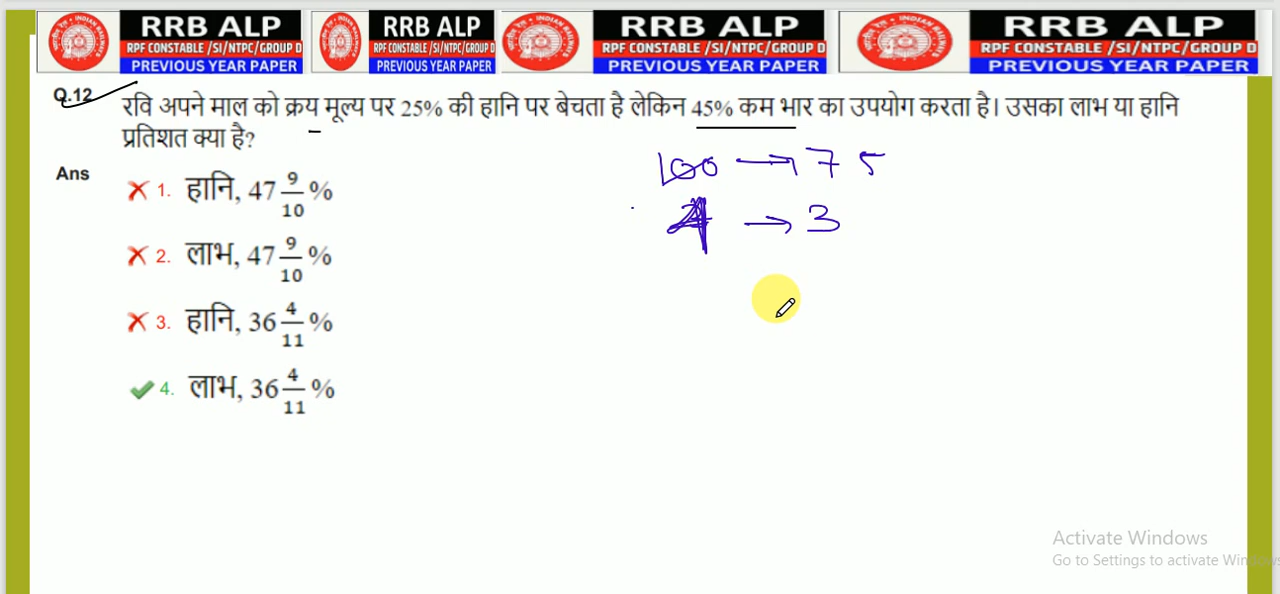 RRB ALP RRB ALP RRB ALP RRB ALP
RPF CONSTABLE /SI/NTPC/GROUP D RPF CONSTABLE /SI/NTPC/GROUP D RPF CONSTABLE /SI/NTPC/GROUP D RPF CONSTABLE /SI/NTPC/GROUP D
PREVIOUS YEAR PAPER PREVIOUS YEAR PAPER PREVIOUS YEAR PAPER PREVIOUS YEAR PAPER
Q.12 रवि अपने माल को क्रय मूल्य पर 25% की हानि पर बेचता है लेकिन 45% कम भार का उपयोग करता है। उसका लाभ या हानि
प्रतिशत क्या है?
100 → 75
4 → 3
Ans
1. हानि, 47 9/10 %
2. लाभ, 47 9/10 %
3. हानि, 36 4/11 %
4. लाभ, 36 4/11 %
Activate Windows
Go to Settings to activate Windows